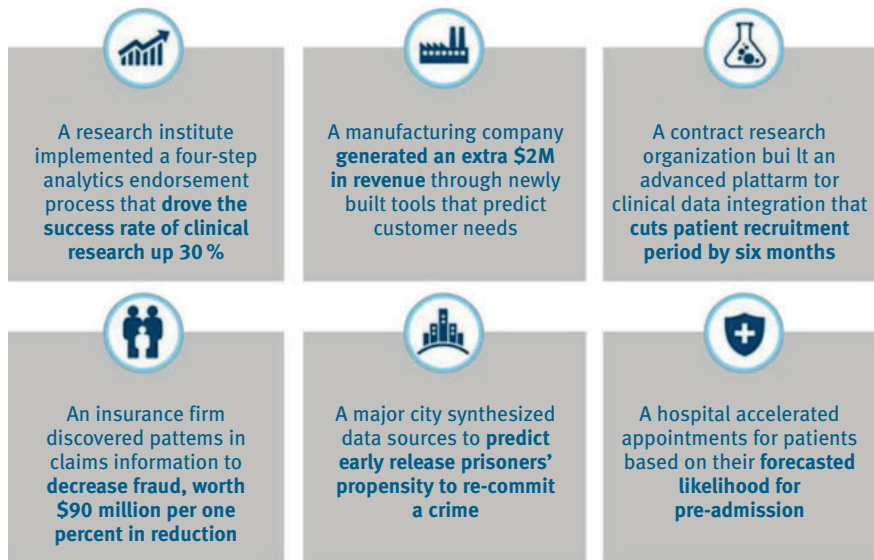 A research institute
implemented a four-step
analytics endorsement
process that drove the
success rate of clinical
research up 30 %
A manufacturing company
generated an extra $2M
in revenue through newly
built tools that predict
customer needs
A contract research
organization bui lt an
advanced plattarm tor
clinical data integration that
cuts patient recruitment
period by six months
An insurance firm
discovered pattems in
claims information to
decrease fraud, worth
$90 million per one
percent in reduction
A major city synthesized
data sources to predict
early release prisoners’
propensity to re-commit
a crime
A hospital accelerated
appointments for patients
based on their forecasted
likelihood for
pre-admission